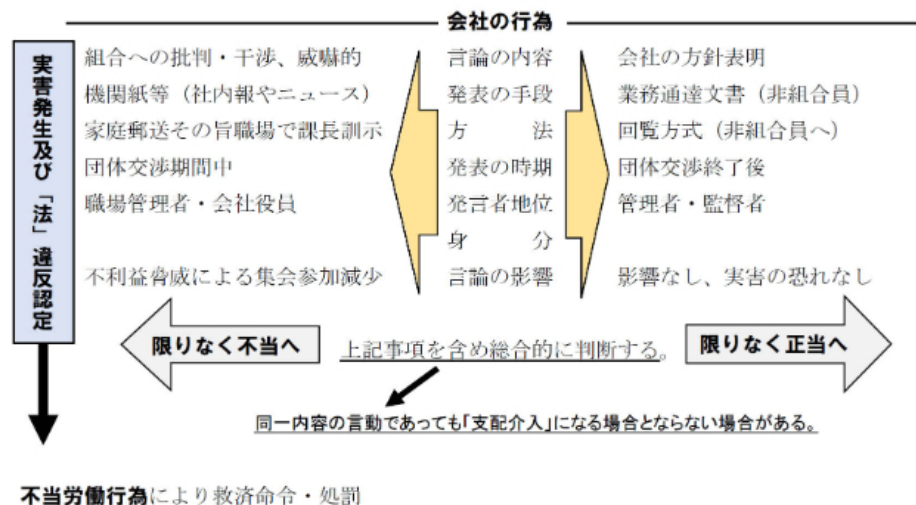 会社の行為
実害発生及び「法」違反認定
組合への批判・干渉、威嚇的 言論の内容 会社の方針表明
機関紙等（社内報やニュース） 発表の手段 業務通達文書（非組合員）
家庭郵送その旨職場で課長訓示 方 法 回覧方式（非組合員へ）
団体交渉期間中 発表の時期 団体交渉終了後
職場管理者・会社役員 発言者地位 管理者・監督者
身 分
不利益脅威による集会参加減少 言論の影響 影響なし、実害の恐れなし
限りなく不当へ 上記事項を含め総合的に判断する。 限りなく正当へ
同一内容の言動であっても「支配介入」になる場合とならない場合がある。
不当労働行為により救済命令・処罰